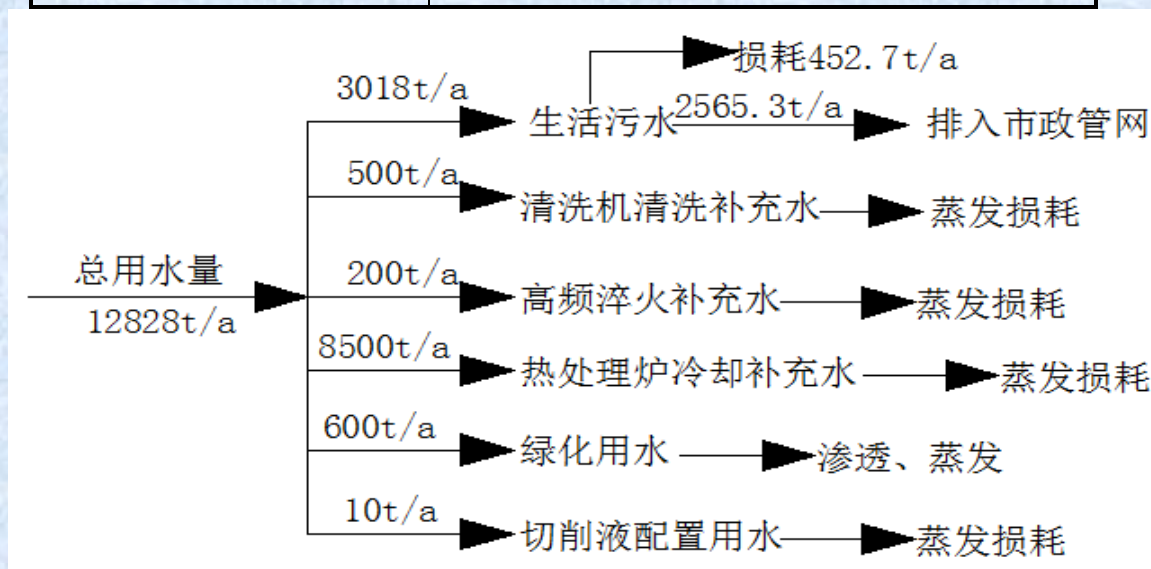 损耗452.7t/a
3018t/a
生活污水
2565.3t/a
排入市政管网
500t/a
清洗机清洗补充水
蒸发损耗
总用水量
12828t/a
200t/a
高频淬火补充水
蒸发损耗
8500t/a
热处理炉冷却补充水
蒸发损耗
600t/a
绿化用水
渗透、蒸发
10t/a
切削液配置用水
蒸发损耗